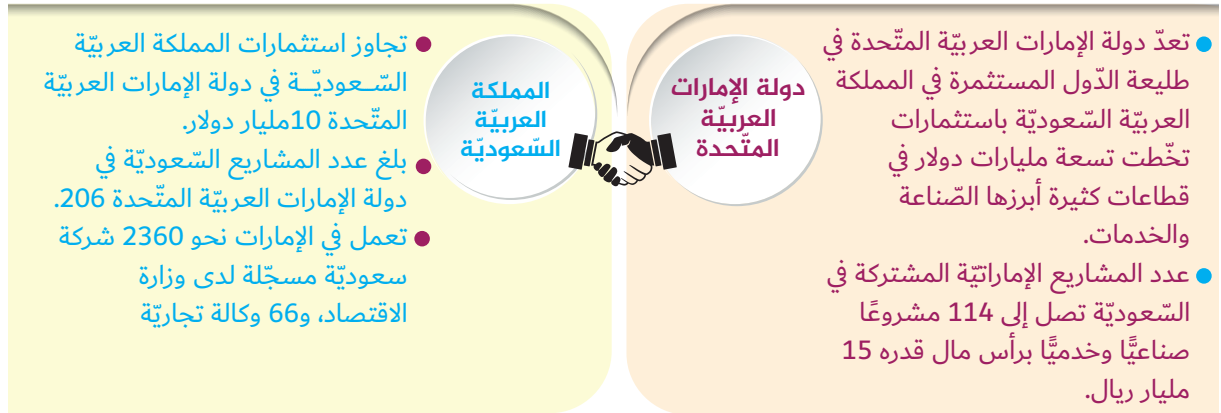 تعدّ دولة الإمارات العربيّة المتّحدة في
طليعة الدّول المستثمرة في المملكة
العربيّة السّعوديّة باستثمارات
تخّطت تسعة مليارات دولار في
قطاعات كثيرة أبرزها الصّناعة
والخدمات.
عدد المشاريع الإماراتيّة المشتركة في
السّعوديّة تصل إلى 114 مشروعًا
صناعيًّا وخدميًّا برأس مال قدره 15
مليار ريال.
دولة الإمارات
العربيّة
المتّحدة
المملكة
العربيّة
السّعوديّة
تجاوز استثمارات المملكة العربيّة
السّعوديّــة في دولة الإمارات العربيّة
المتّحدة 10مليار دولار.
بلغ عدد المشاريع السّعوديّة في
دولة الإمارات العربيّة المتّحدة 206.
تعمل في الإمارات نحو 2360 شركة
سعوديّة مسجّلة لدى وزارة
الاقتصاد، و66 وكالة تجاريّة